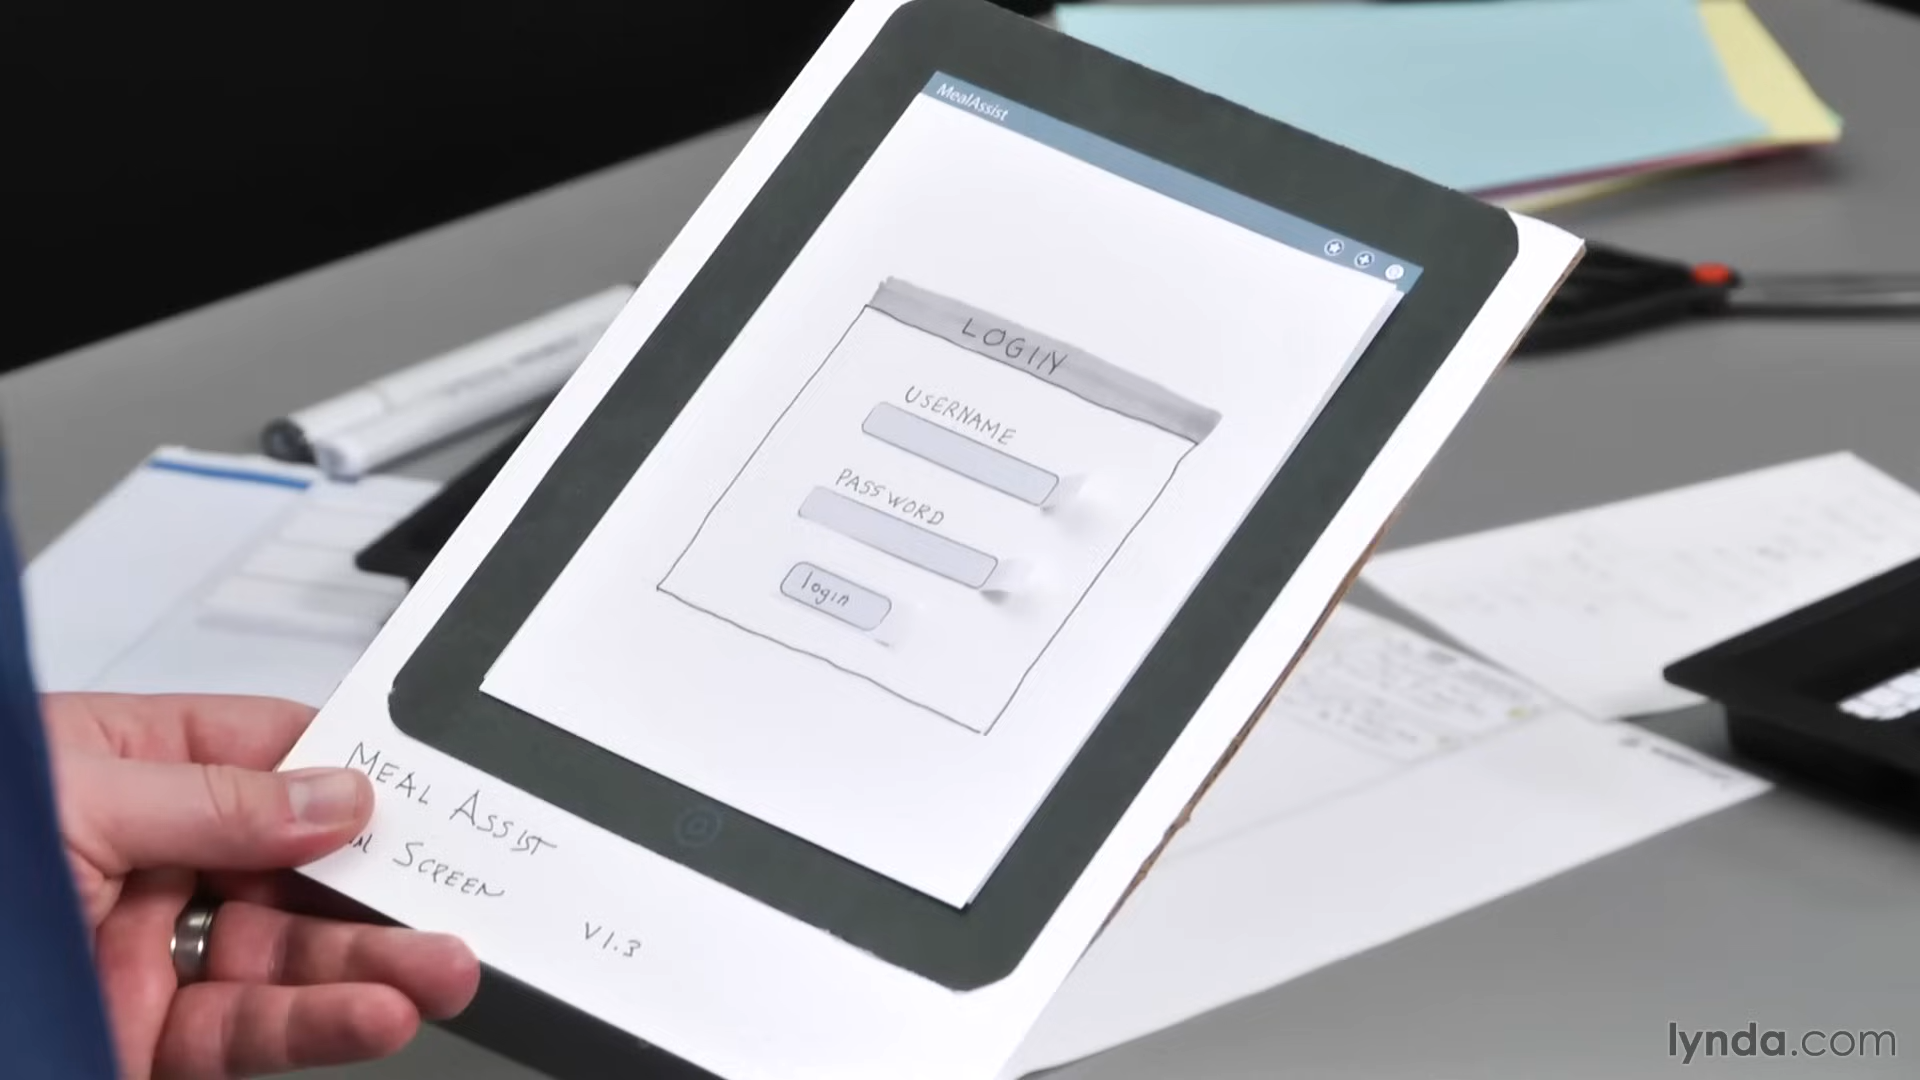 MealAssist
LOGIN
USERNAME
PASSWORD
login
MEAL ASSIST
SCREEN
v1.3
lynda.com